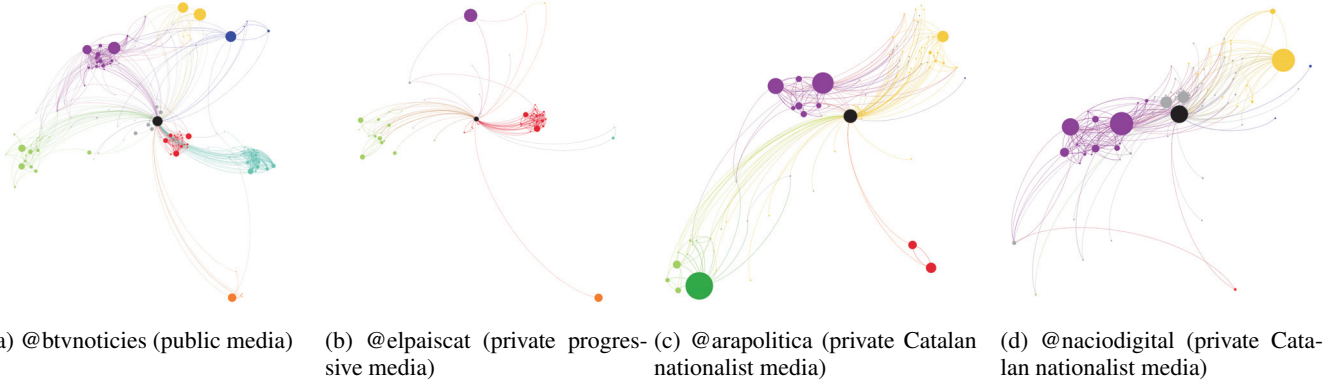 a) @btvnoticies (public media)
(b) @elpaiscat (private progres-
sive media)
(c) @arapolitica (private Catalan
nationalist media)
(d) @naciodigital (private Cata-
lan nationalist media)